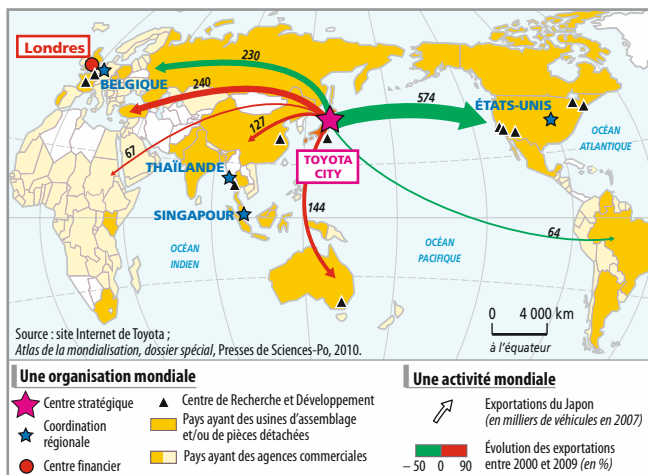 Londres
BELGIQUE
230
240
67
127
574
ÉTATS-UNIS
OCÉAN
ATLANTIQUE
TOYOTA
CITY
THAÏLANDE
SINGAPOUR
144
64
OCÉAN
INDIEN
OCÉAN
PACIFIQUE
0 4 000 km
à l'équateur
Source : site Internet de Toyota ;
Atlas de la mondialisation, dossier spécial, Presses de Sciences-Po, 2010.
Une organisation mondiale
Centre stratégique
Coordination
régionale
Centre financier
Centre de Recherche et Développement
Pays ayant des usines d'assemblage
et/ou de pièces détachées
Pays ayant des agences commerciales
Une activité mondiale
Exportations du Japon
(en milliers de véhicules en 2007)
Évolution des exportations
entre 2000 et 2009 (en %)
– 50 0 90